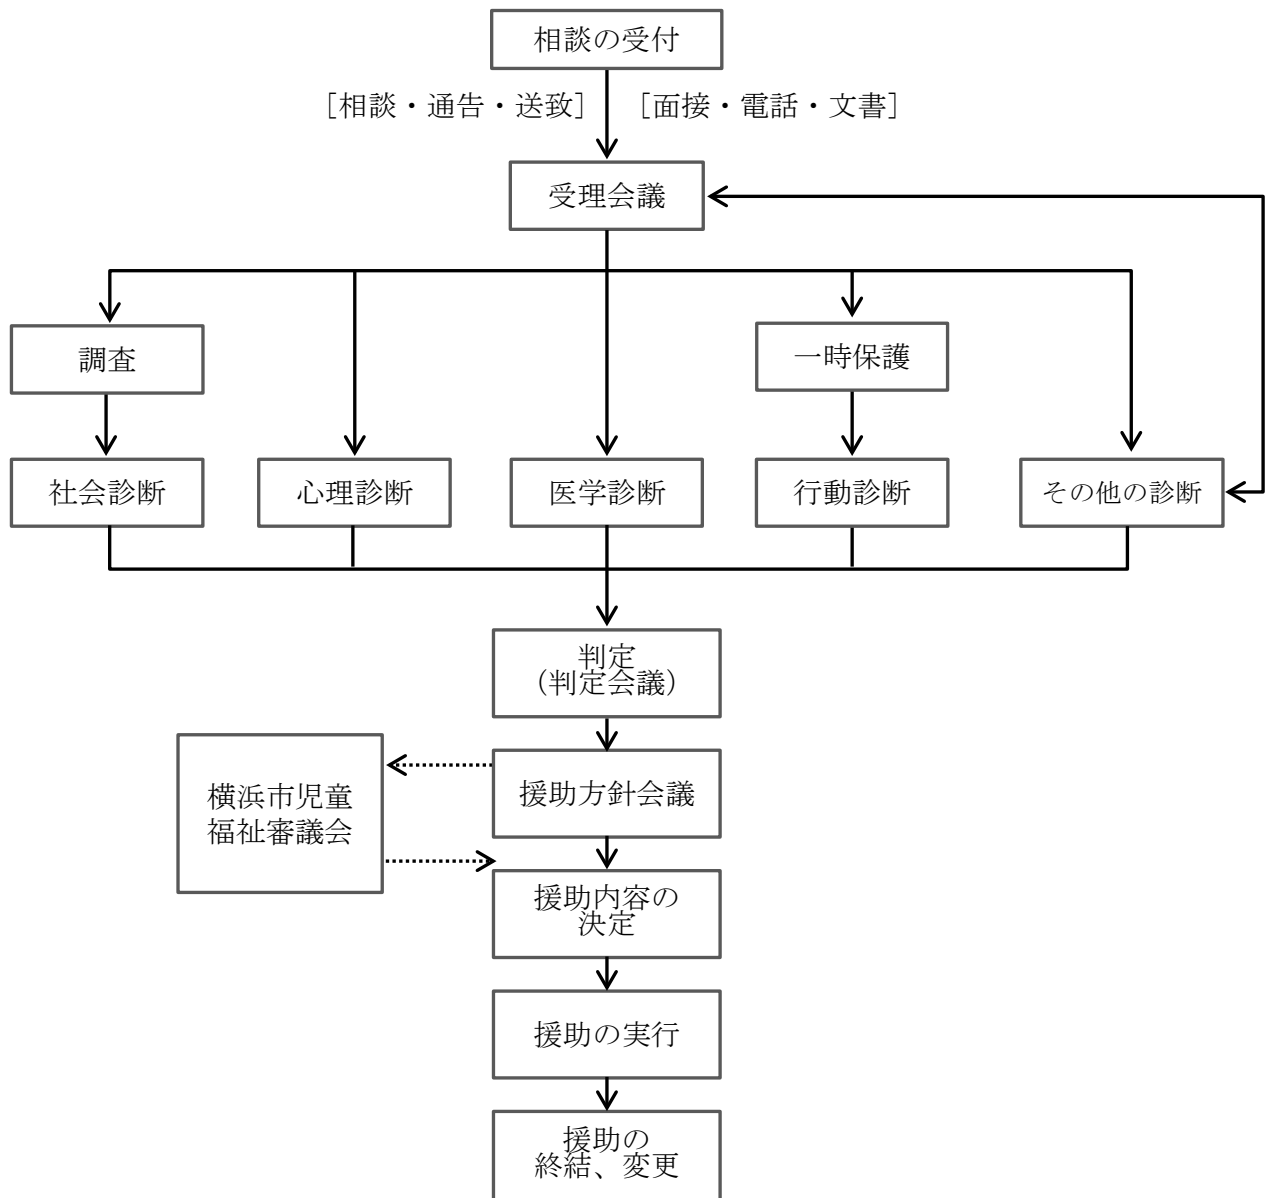 相談の受付
［相談・通告・送致］ ［面接・電話・文書］
受理会議
調査
一時保護
社会診断
心理診断
医学診断
行動診断
その他の診断
判定
（判定会議）
横浜市児童
福祉審議会
援助方針会議
援助内容の
決定
援助の実行
援助の
終結、変更